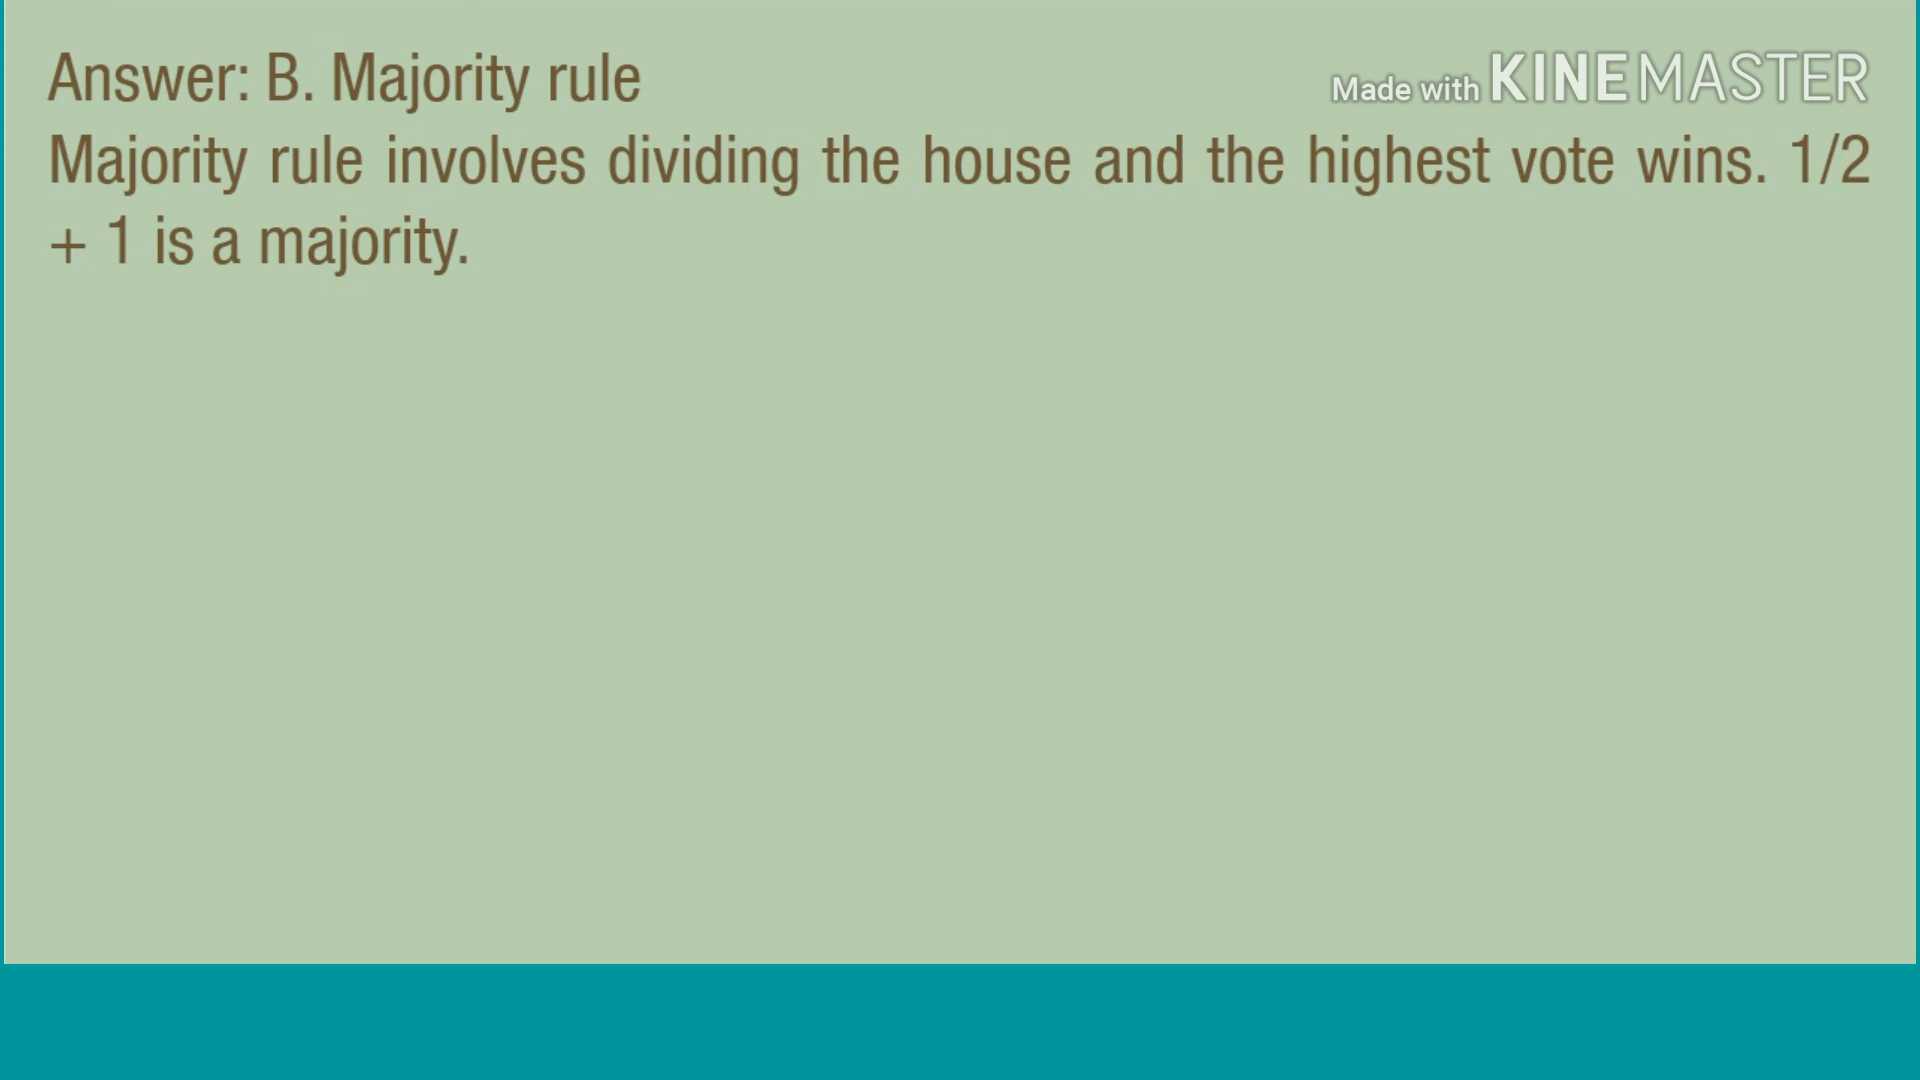 Answer: B. Majority rule
Made with KINEMASTER
Majority rule involves dividing the house and the highest vote wins. 1/2
+ 1 is a majority.